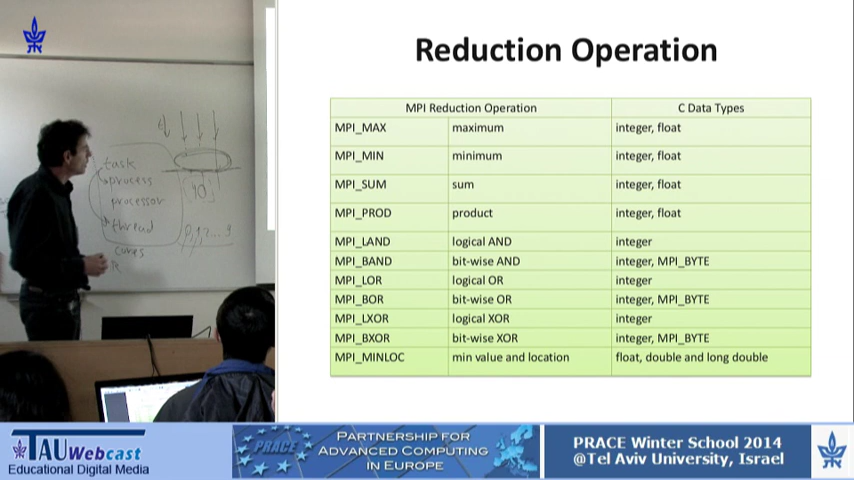 Reduction Operation
MPI Reduction Operation C Data Types
MPI_MAX maximum integer, float
MPI_MIN minimum integer, float
MPI_SUM sum integer, float
MPI_PROD product integer, float
MPI_LAND logical AND integer
MPI_BAND bit-wise AND integer, MPI_BYTE
MPI_LOR logical OR integer
MPI_BOR bit-wise OR integer, MPI_BYTE
MPI_LXOR logical XOR integer
MPI_BXOR bit-wise XOR integer, MPI_BYTE
MPI_MINLOC min value and location float, double and long double
task
process
processor
thread
cores
TAU Webcast
Educational Digital Media
PRACE
PARTNERSHIP FOR
ADVANCED COMPUTING
IN EUROPE
PRACE Winter School 2014
@Tel Aviv University, Israel